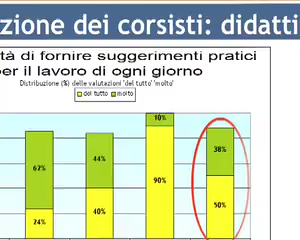 zione dei corsisti: didatti
tà di fornire suggerimenti pratici
per il lavoro di ogni giorno
Distribuzione (%) delle valutazioni 'del tutto' 'molto'
del tutto molto
10%
62% 44% 38%
90%
24% 40% 50%